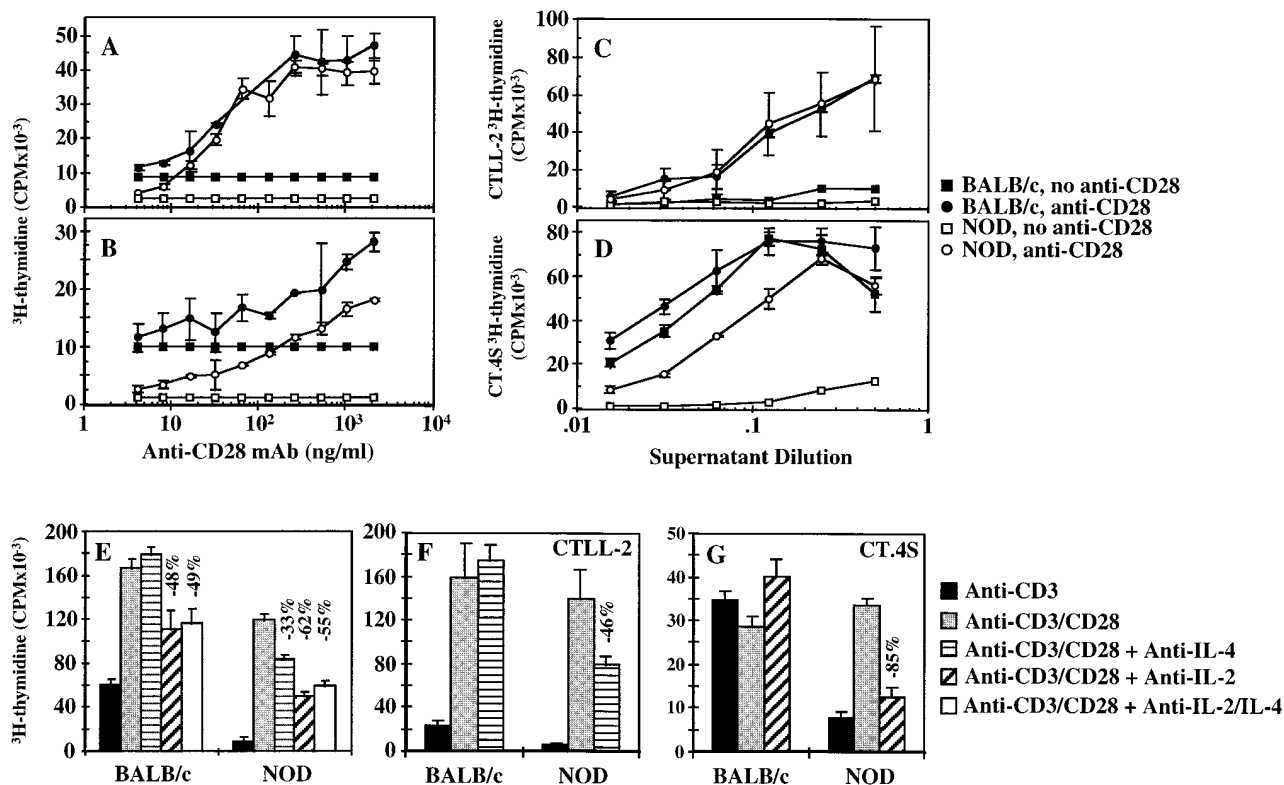 A
50
40
30
20
10
0
B
30
20
10
0
³H-thymidine (CPMx10⁻³)
1
10
10²
10³
10⁴
Anti-CD28 mAb (ng/ml)
C
100
80
60
40
20
0
CTLL-2 ³H-thymidine
(CPMx10⁻³)
D
80
60
40
20
0
CT.4S ³H-thymidine
(CPMx10⁻³)
.01
.1
1
Supernatant Dilution
BALB/c, no anti-CD28
BALB/c, anti-CD28
NOD, no anti-CD28
NOD, anti-CD28
E
200
160
120
80
40
0
³H-thymidine (CPMx10⁻³)
-48%
-49%
-33%
-62%
-55%
BALB/c
NOD
F
CTLL-2
200
160
120
80
40
0
-46%
BALB/c
NOD
G
CT.4S
50
40
30
20
10
0
-85%
BALB/c
NOD
Anti-CD3
Anti-CD3/CD28
Anti-CD3/CD28 + Anti-IL-4
Anti-CD3/CD28 + Anti-IL-2
Anti-CD3/CD28 + Anti-IL-2/IL-4